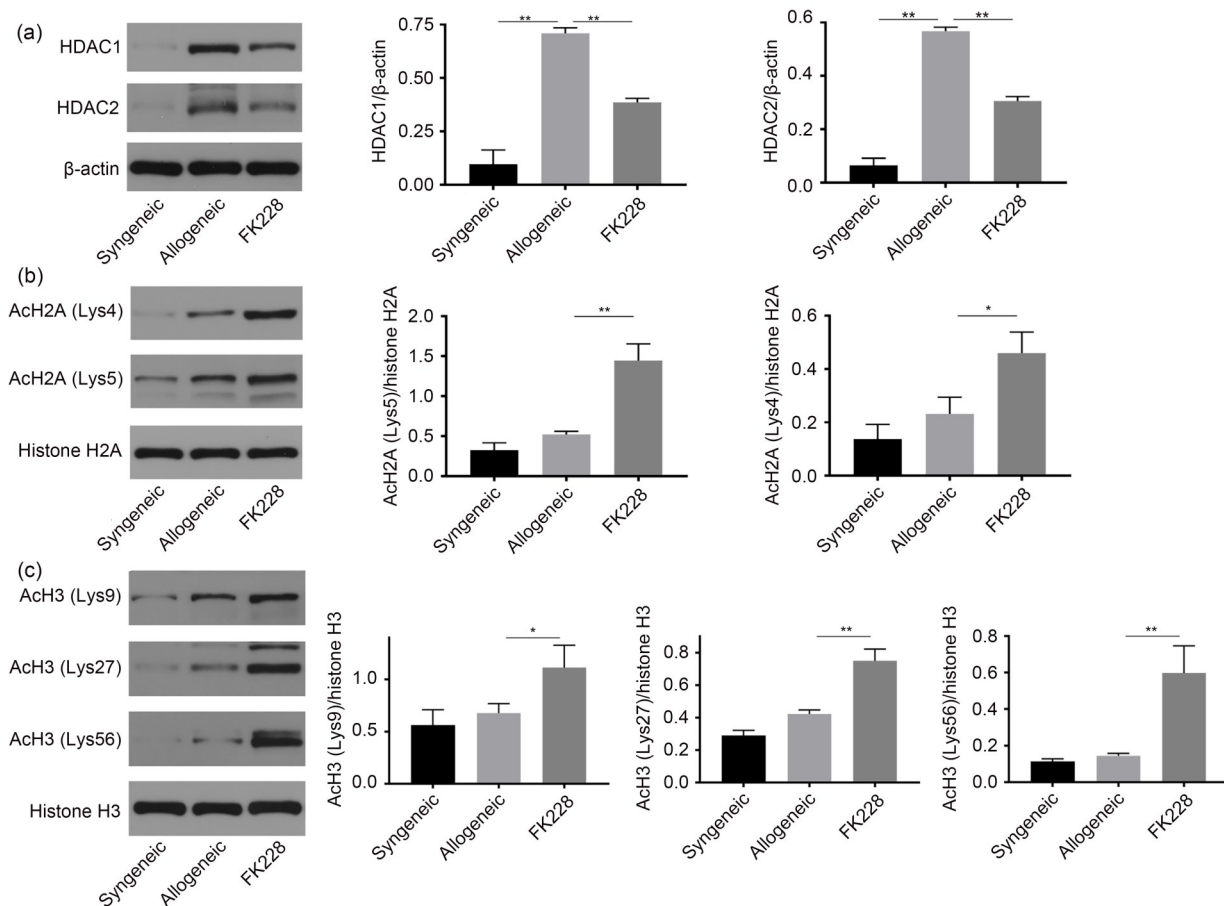 (a)
HDAC1
HDAC2
β-actin
Syngeneic
Allogeneic
FK228
HDAC1/β-actin
0.75
0.50
0.25
0.00
**
**
Syngeneic
Allogeneic
FK228
HDAC2/β-actin
0.6
0.4
0.2
0.0
**
**
Syngeneic
Allogeneic
FK228
(b)
AcH2A (Lys4)
AcH2A (Lys5)
Histone H2A
Syngeneic
Allogeneic
FK228
AcH2A (Lys5)/histone H2A
2.0
1.5
1.0
0.5
0.0
**
Syngeneic
Allogeneic
FK228
AcH2A (Lys4)/histone H2A
0.6
0.4
0.2
0.0
*
Syngeneic
Allogeneic
FK228
(c)
AcH3 (Lys9)
AcH3 (Lys27)
AcH3 (Lys56)
Histone H3
Syngeneic
Allogeneic
FK228
AcH3 (Lys9)/histone H3
1.0
0.5
0.0
*
Syngeneic
Allogeneic
FK228
AcH3 (Lys27)/histone H3
0.8
0.6
0.4
0.2
0.0
**
Syngeneic
Allogeneic
FK228
AcH3 (Lys56)/histone H3
0.8
0.6
0.4
0.2
0.0
**
Syngeneic
Allogeneic
FK228